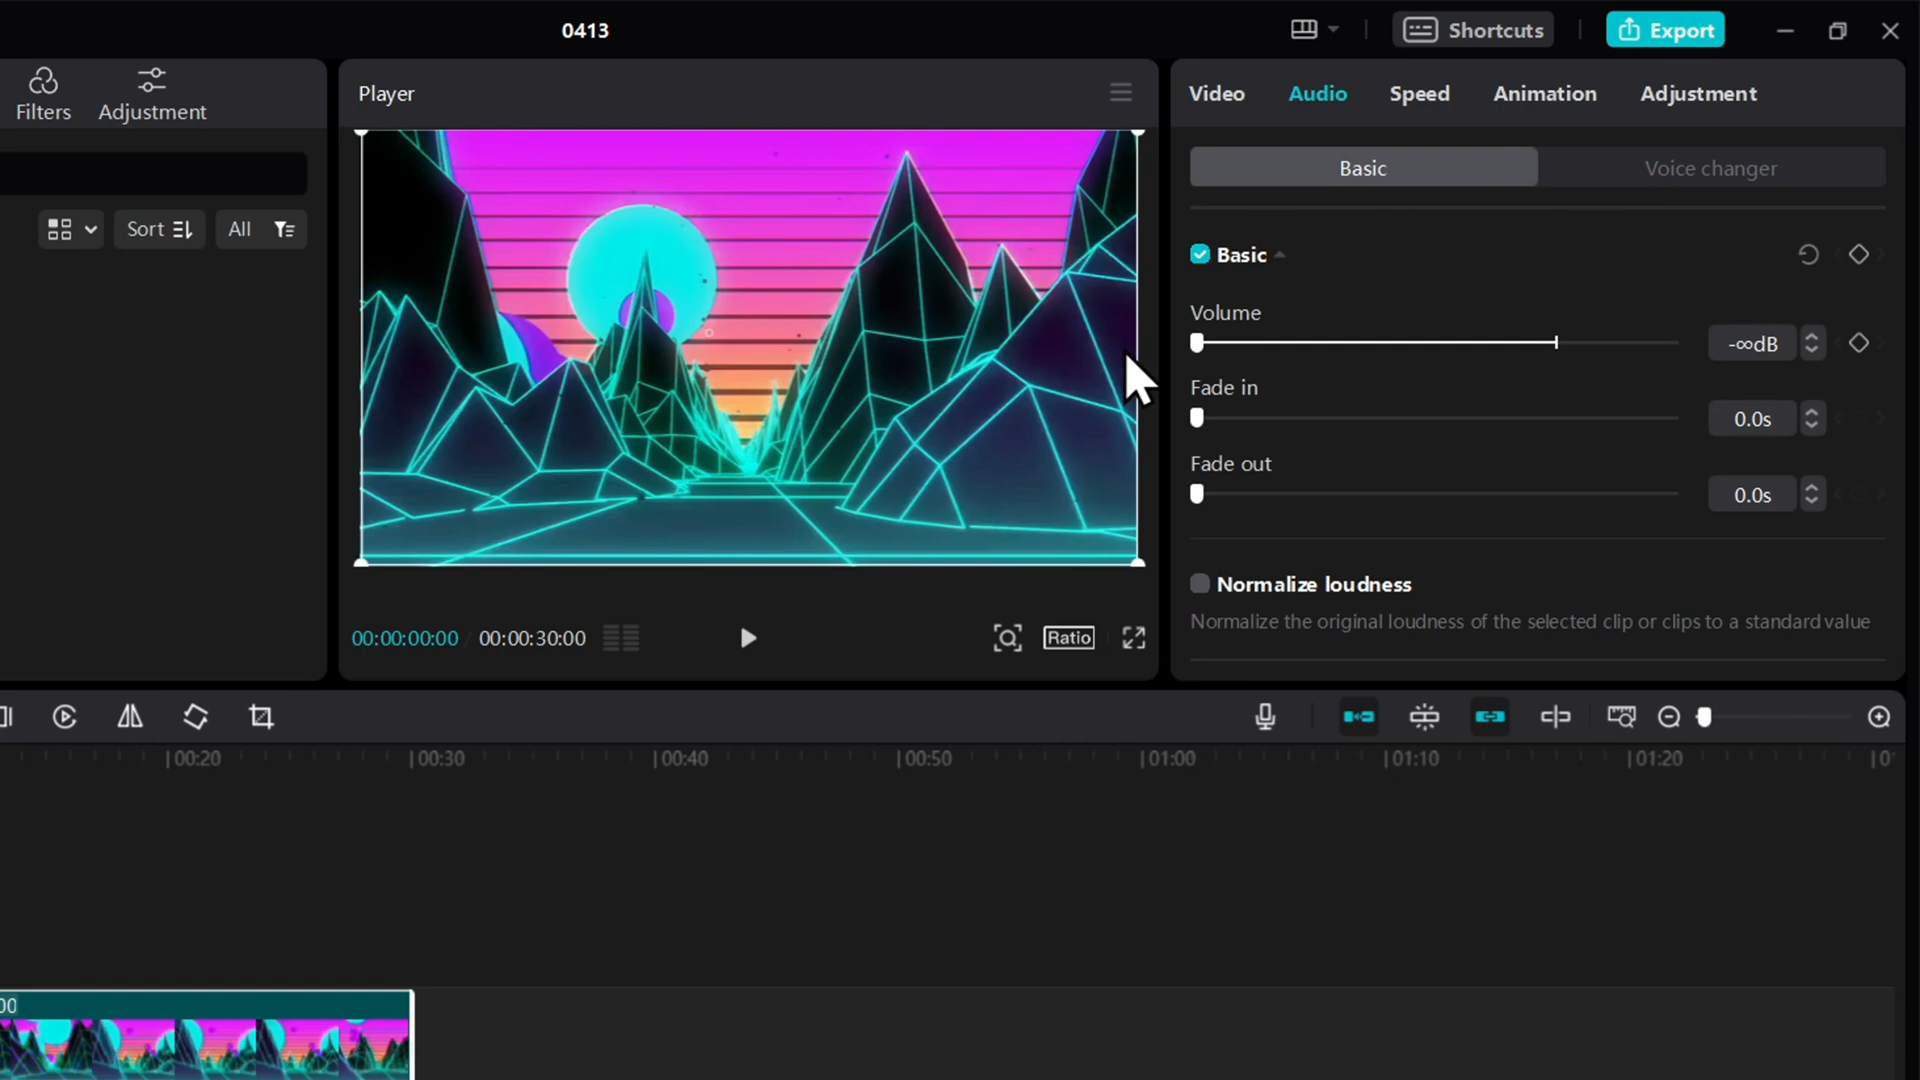 0413
Shortcuts
Export
Filters
Adjustment
Sort
All
Player
00:00:00:00 / 00:00:30:00
Ratio
Video Audio Speed Animation Adjustment
Basic
Voice changer
Basic
Volume
-∞dB
Fade in
0.0s
Fade out
0.0s
Normalize loudness
Normalize the original loudness of the selected clip or clips to a standard value
00:20 00:30 00:40 00:50 01:00 01:10 01:20 0
00